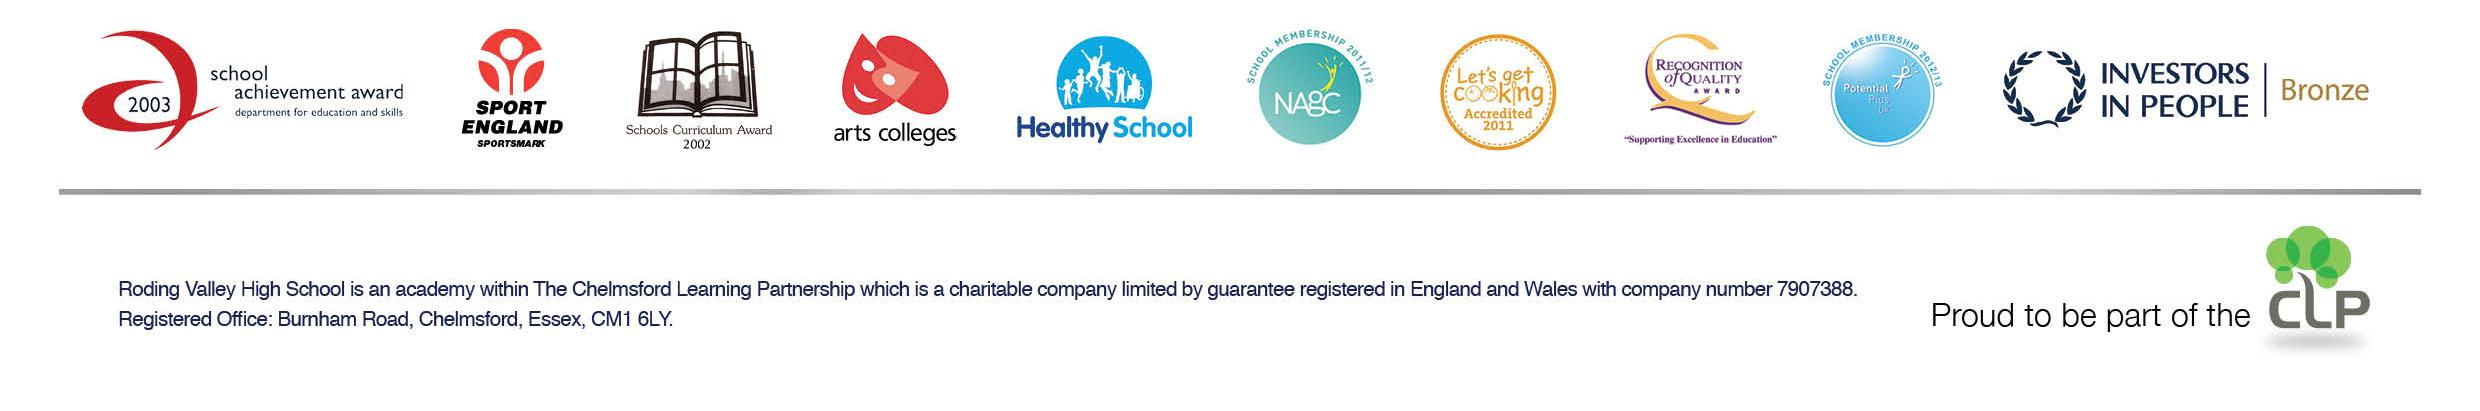 2003
school
achievement award
department for education and skills
SPORT
ENGLAND
SPORTSMARK
Schools Curriculum Award
2002
arts colleges
Healthy School
SCHOOL MEMBERSHIP 2011/12
NAGC
Let's get
cooking
Accredited
2011
RECOGNITION
of QUALITY
AWARD
"Supporting Excellence in Education"
SCHOOL MEMBERSHIP 2012/13
Potential
Plus
UK
INVESTORS
IN PEOPLE
Bronze
Roding Valley High School is an academy within The Chelmsford Learning Partnership which is a charitable company limited by guarantee registered in England and Wales with company number 7907388.
Registered Office: Burnham Road, Chelmsford, Essex, CM1 6LY.
Proud to be part of the CLP